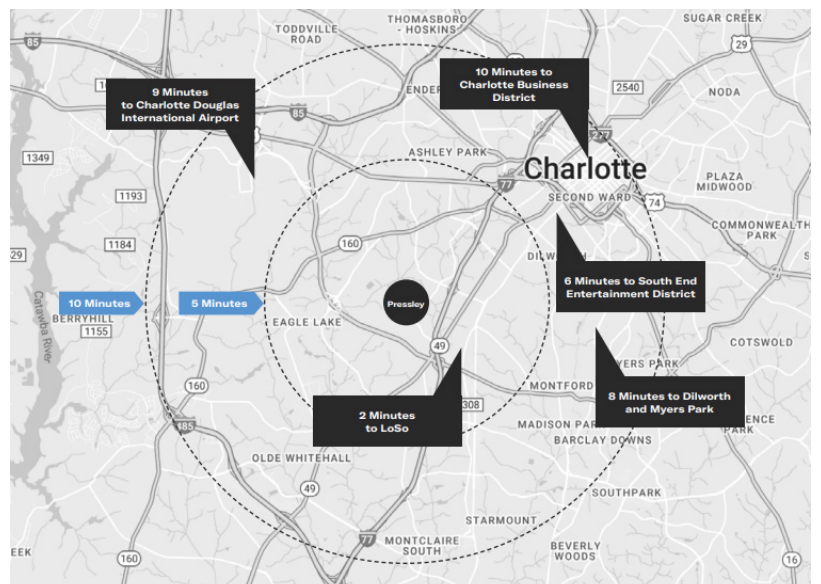 TODDVILLE
ROAD
THOMASBORO
- HOSKINS
SUGAR CREEK
85
29
9 Minutes
to Charlotte Douglas
International Airport
10 Minutes to
Charlotte Business
District
2540
NODA
85
277
1349
ASHLEY PARK
Charlotte
77
PLAZA
MIDWOOD
1193
SECOND WARD
74
COMMONWEALTH
PARK
29
1184
160
6 Minutes to South End
Entertainment District
10 Minutes
5 Minutes
Pressley
BERRYHILL
1155
EAGLE LAKE
Catawba River
49
COTSWOLD
160
MONTFORD
8 Minutes to Dilworth
and Myers Park
2 Minutes
to LoSo
308
485
MADISON PARK
BARCLAY DOWNS
PARK
OLDE WHITEHALL
49
SOUTHPARK
STARMOUNT
77
MONTCLAIRE
SOUTH
BEVERLY
WOODS
160
16